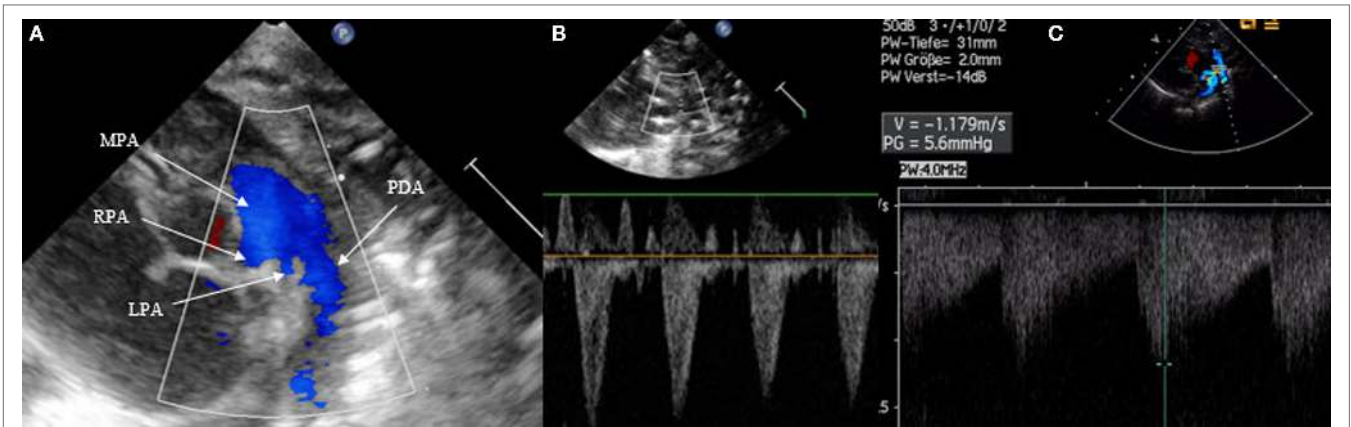 A
MPA
PDA
RPA
LPA
P
B
50dB 3 •/+1/0/ 2
PW-Tiefe= 31mm
PW Größe= 2.0mm
PW Verst=-14dB
V = -1.179m/s
PG = 5.6mmHg
PW:4.0MHz
C